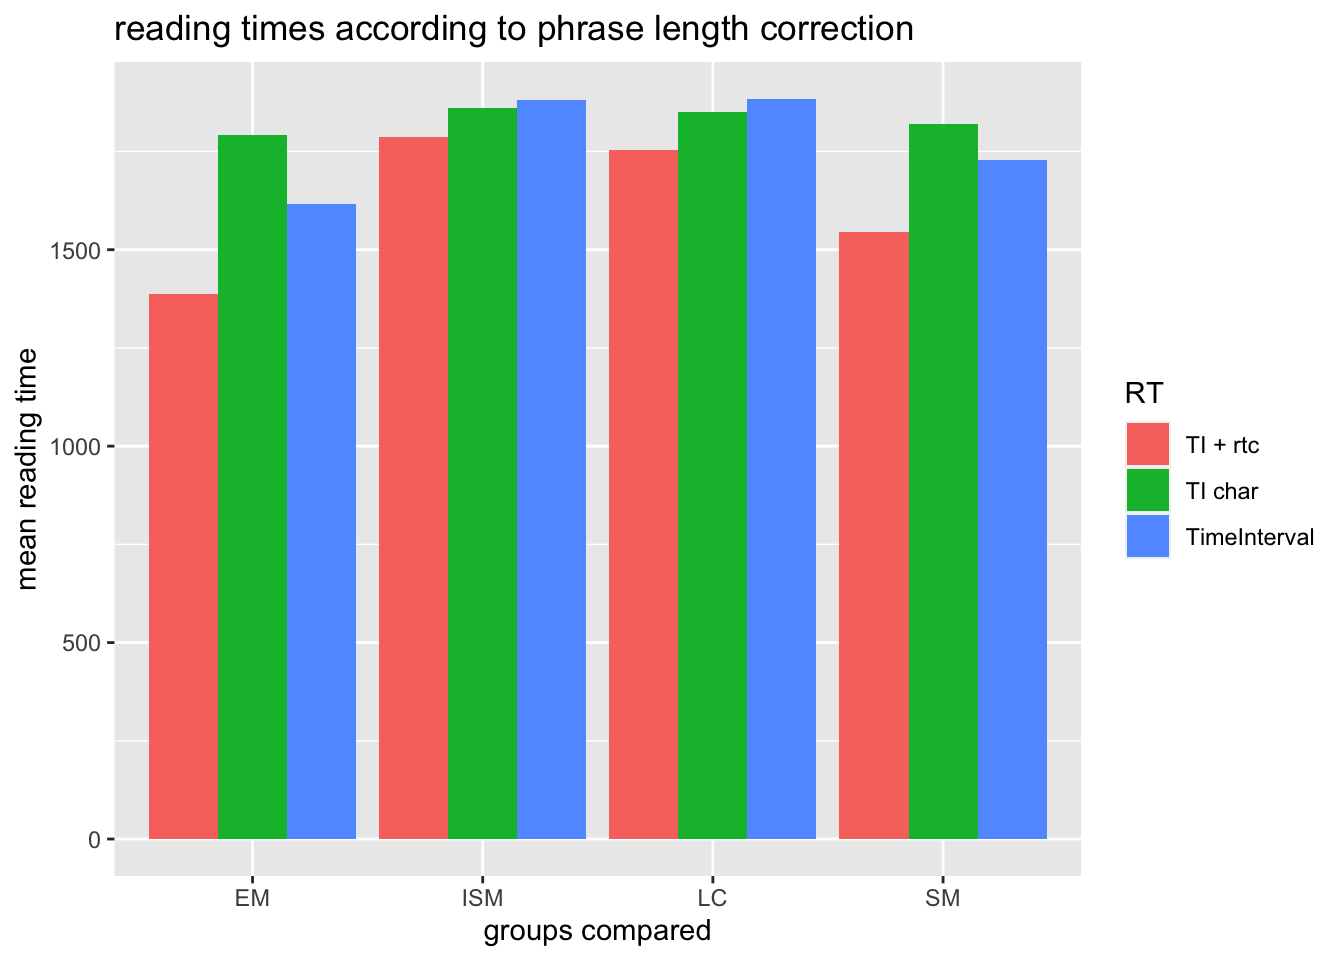 reading times according to phrase length correction
mean reading time
1500
1000
500
0
EM
ISM
LC
SM
groups compared
RT
TI + rtc
TI char
TimeInterval